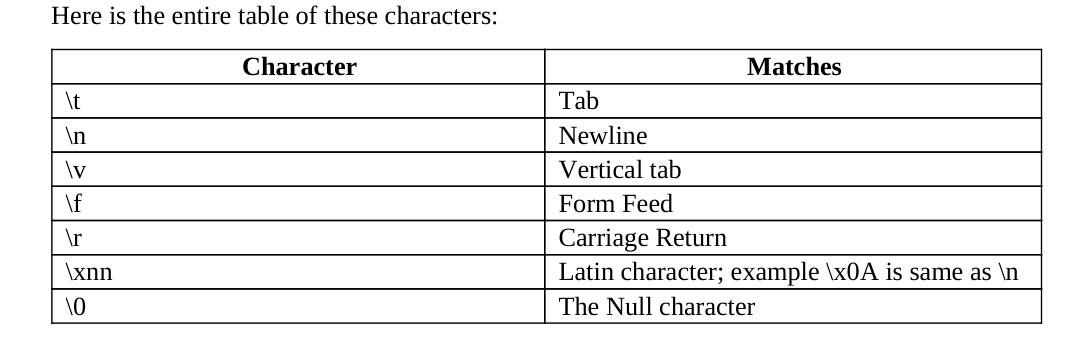 Here is the entire table of these characters:
Character Matches
\t Tab
\n Newline
\v Vertical tab
\f Form Feed
\r Carriage Return
\xnn Latin character; example \x0A is same as \n
\0 The Null character